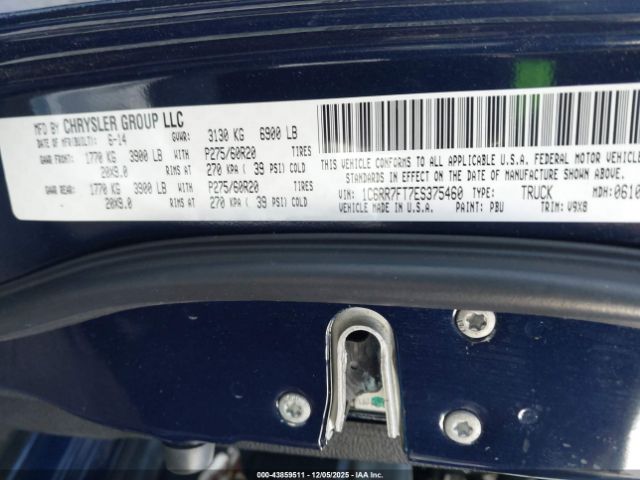 MFD BY CHRYSLER GROUP LLC
DATE OF MFR(BUILT): 6-14 GVWR: 3130 KG 6900 LB
GAWR FRONT: 1770 KG 3900 LB WITH P275/60R20 TIRES
20X9.0 RIMS AT 270 KPA ( 39 PSI) COLD
GAWR REAR: 1770 KG 3900 LB WITH P275/60R20 TIRES
20X9.0 RIMS AT 270 KPA ( 39 PSI) COLD
THIS VEHICLE CONFORMS TO ALL APPLICABLE U.S.A. FEDERAL MOTOR VEHICLE
STANDARDS IN EFFECT ON THE DATE OF MANUFACTURE SHOWN ABOVE
VIN: 1C6RR7FT7ES375460 TYPE: TRUCK MDH:0610
VEHICLE MADE IN U.S.A. PAINT: PBU TRIM: V9X8
000-43859511 - 12/05/2025 - IAAI.COM